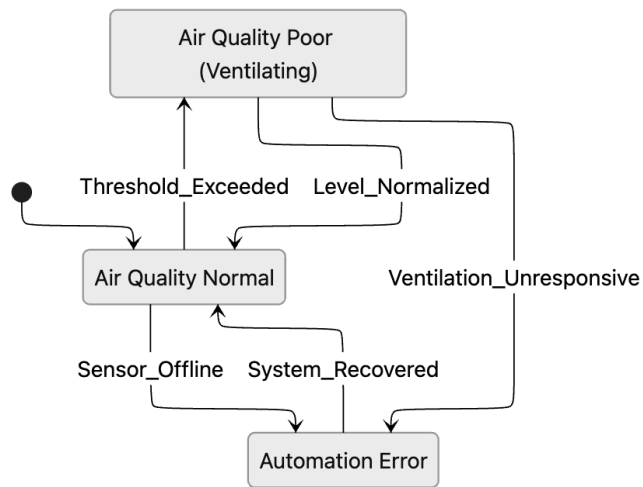 Air Quality Poor
(Ventilating)
Threshold_Exceeded
Level_Normalized
Air Quality Normal
Ventilation_Unresponsive
Sensor_Offline
System_Recovered
Automation Error